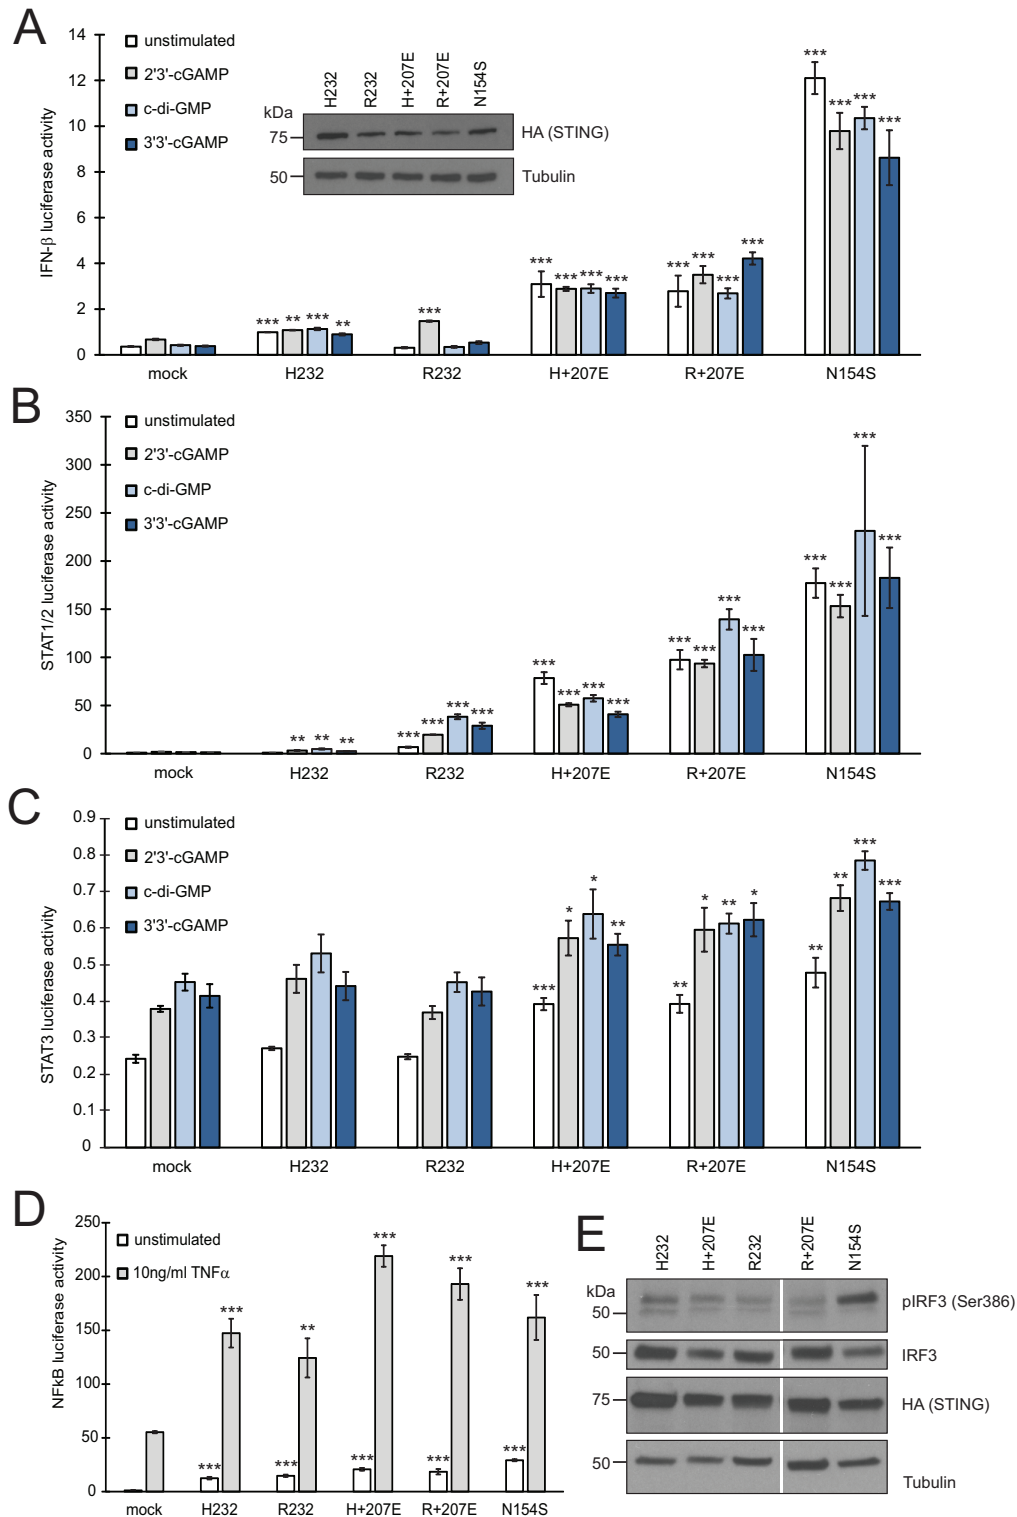 A
14
12
10
8
6
4
2
0
IFN-β luciferase activity
unstimulated
2'3'-cGAMP
c-di-GMP
3'3'-cGAMP
H232
R232
H+207E
R+207E
N154S
kDa
75
HA (STING)
50
Tubulin
*** ** *** **
***
*** *** *** ***
*** *** *** ***
*** *** *** ***
mock
H232
R232
H+207E
R+207E
N154S
B
350
300
250
200
150
100
50
0
STAT1/2 luciferase activity
unstimulated
2'3'-cGAMP
c-di-GMP
3'3'-cGAMP
** ** **
*** *** *** ***
*** *** *** ***
*** *** *** ***
*** *** *** ***
mock
H232
R232
H+207E
R+207E
N154S
C
0.9
0.8
0.7
0.6
0.5
0.4
0.3
0.2
0.1
0
STAT3 luciferase activity
unstimulated
2'3'-cGAMP
c-di-GMP
3'3'-cGAMP
*** * * **
** * ** *
** ** *** ***
mock
H232
R232
H+207E
R+207E
N154S
D
250
200
150
100
50
0
NFkB luciferase activity
unstimulated
10ng/ml TNFα
*** ***
*** **
*** ***
*** ***
*** ***
mock
H232
R232
H+207E
R+207E
N154S
E
H232
H+207E
R232
R+207E
N154S
kDa
50
pIRF3 (Ser386)
50
IRF3
75
HA (STING)
50
Tubulin